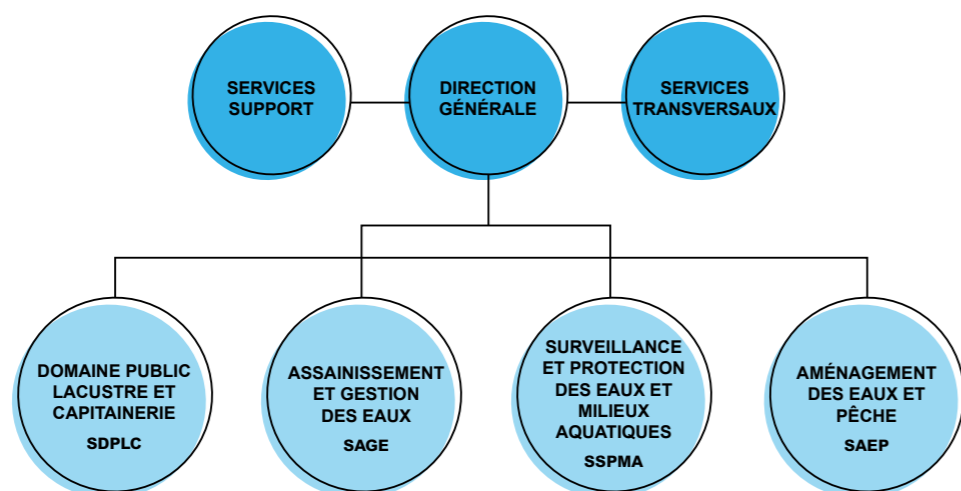 SERVICES
SUPPORT
DIRECTION
GÉNÉRALE
SERVICES
TRANSVERSAUX
DOMAINE PUBLIC
LACUSTRE ET
CAPITAINERIE
SDPLC
ASSAINISSEMENT
ET GESTION
DES EAUX
SAGE
SURVEILLANCE
ET PROTECTION
DES EAUX ET
MILIEUX
AQUATIQUES
SSPMA
AMÉNAGEMENT
DES EAUX ET
PÊCHE
SAEP